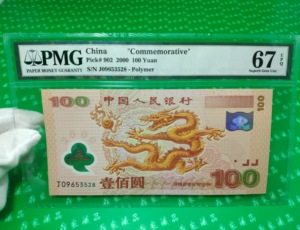 PMG
PAPER MONEY GUARANTY
China "Commemorative"
Pick# 902 2000 100 Yuan
S/N J09653528 - Polymer
67 EPQ
Superb Gem Unc
100 中国人民银行 100
J09653528 壹佰圆 100